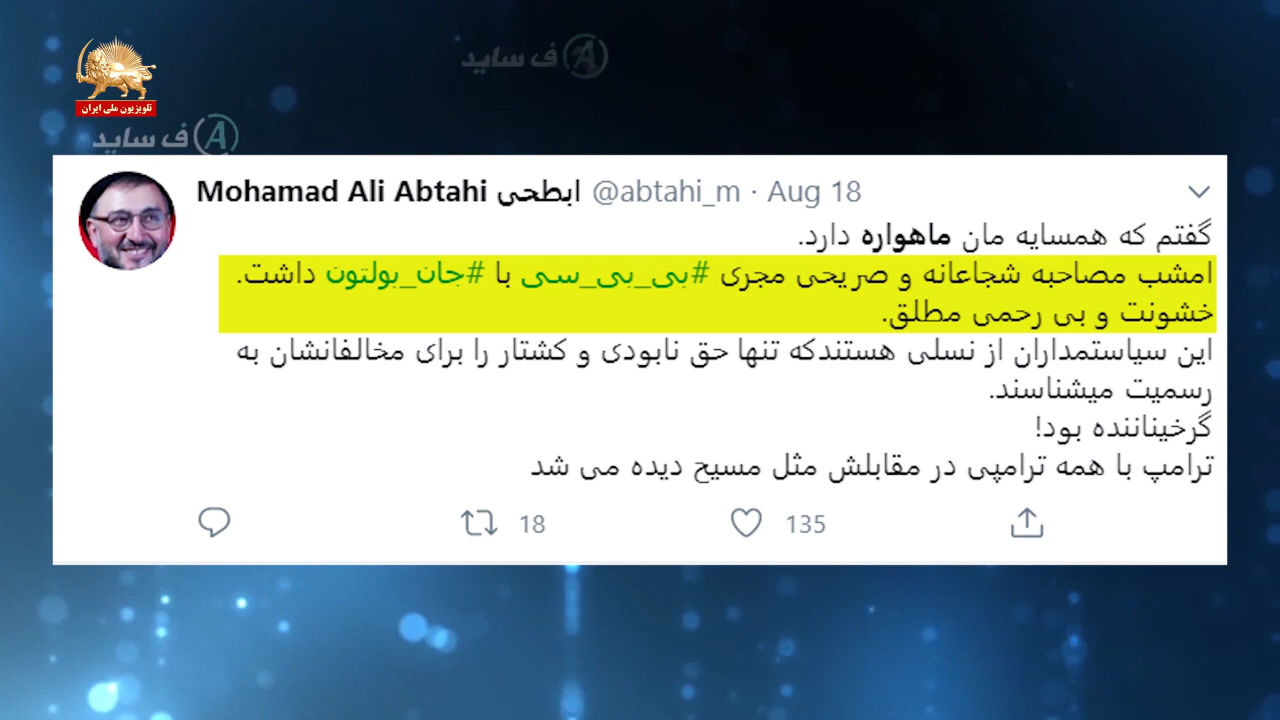 تلویزیون ملی ایران
ف ساید
ف ساید
Mohamad Ali Abtahi ابطحی @abtahi_m · Aug 18
گفتم که همسایه مان ماهواره دارد.
امشب مصاحبه شجاعانه و صریحی مجری #بی_بی_سی با #جان_بولتون داشت.
خشونت و بی رحمی مطلق.
این سیاستمداران از نسلی هستندکه تنها حق نابودی و کشتار را برای مخالفانشان به
رسمیت میشناسند.
گرخیناننده بود!
ترامپ با همه ترامپی در مقابلش مثل مسیح دیده می شد
18 135